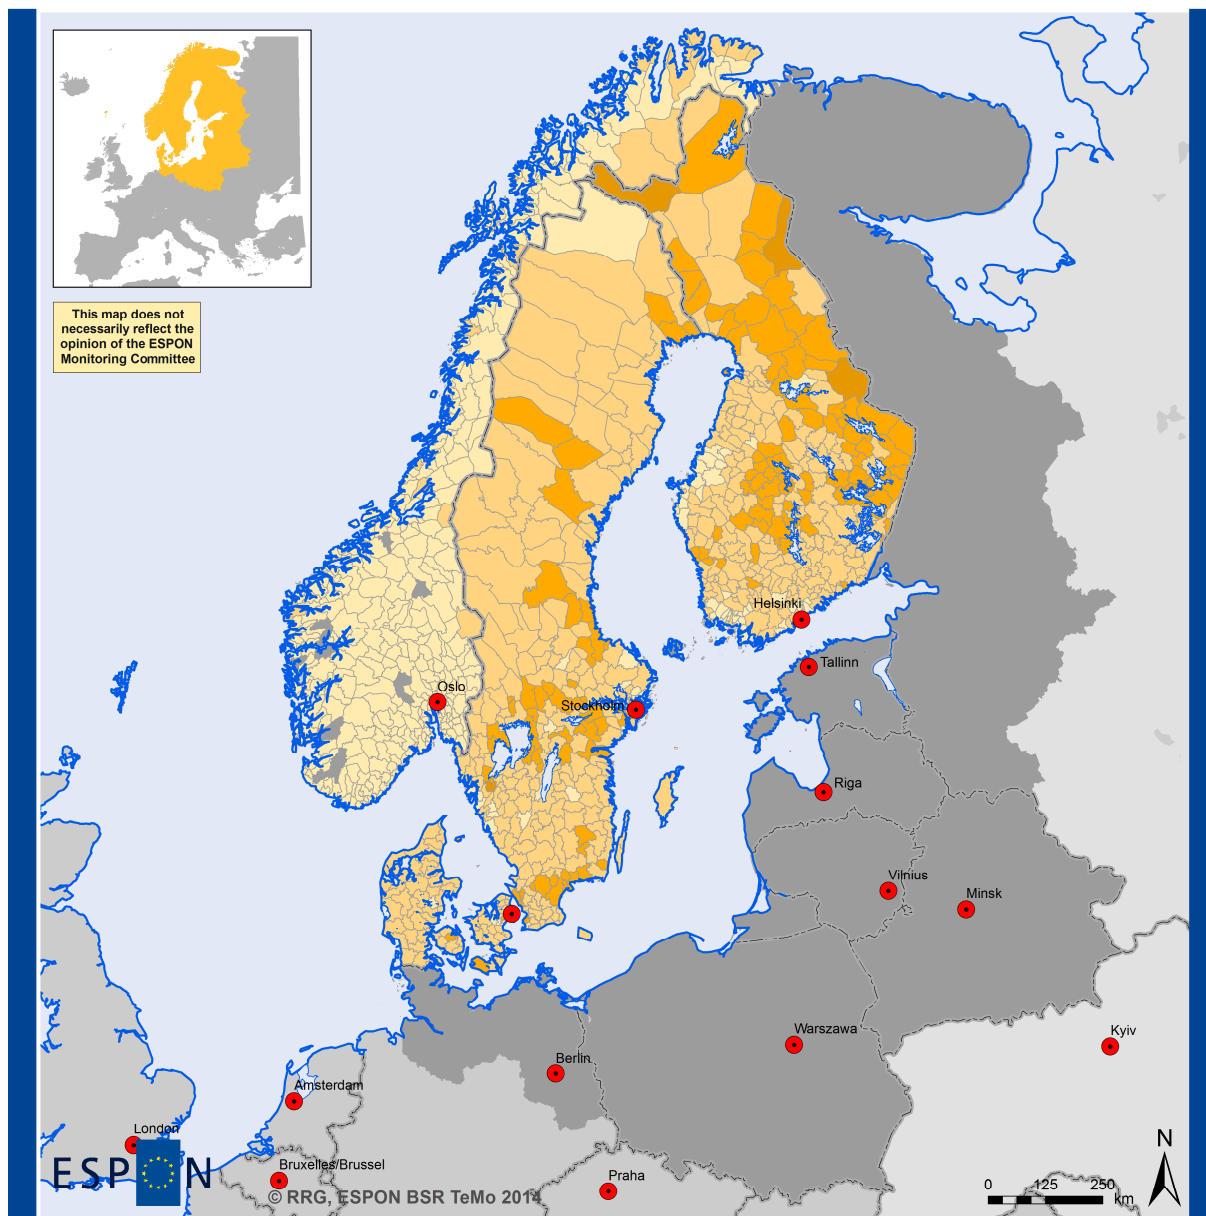 This map does not
necessarily reflect the
opinion of the ESPON
Monitoring Committee
Helsinki
Tallinn
Oslo
Stockholm
Riga
Vilnius
Minsk
Warszawa
Kyiv
Berlin
Amsterdam
London
Bruxelles/Brussel
Praha
ESPON
© RRG, ESPON BSR TeMo 2014
N
0 125 250
km